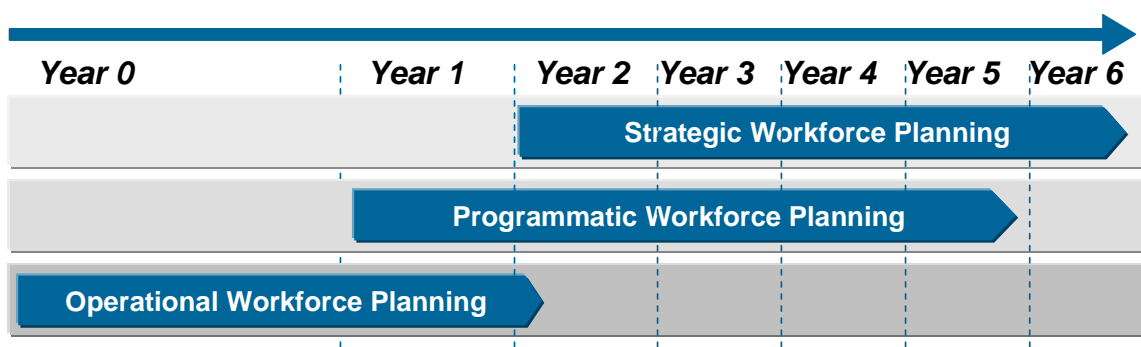 Year 0 Year 1 Year 2 Year 3 Year 4 Year 5 Year 6
Strategic Workforce Planning
Programmatic Workforce Planning
Operational Workforce Planning